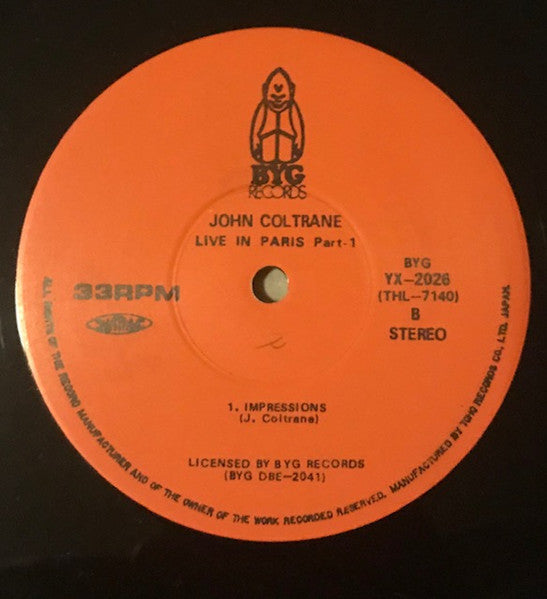 BYG
RECORDS
JOHN COLTRANE
LIVE IN PARIS Part-1
33RPM
BYG
YX-2026
(THL-7140)
B
STEREO
1. IMPRESSIONS
(J. Coltrane)
LICENSED BY BYG RECORDS
(BYG DBE-2041)
ALL RIGHTS OF THE RECORD MANUFACTURER AND OF THE OWNER OF THE WORK RECORDED RESERVED. MANUFACTURED BY TOHO RECORDS CO., LTD. JAPAN.